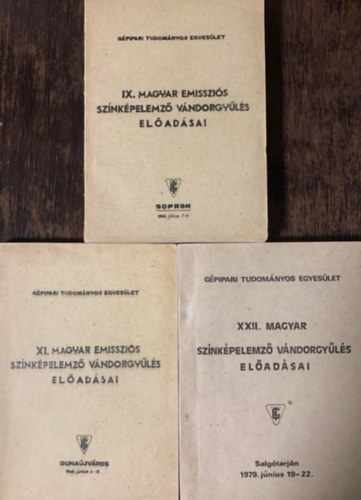 GÉPIPARI TUDOMÁNYOS EGYESÜLET
IX. MAGYAR EMISSZIÓS
SZÍNKÉPELEMZŐ VÁNDORGYŰLÉS
ELŐADÁSAI
SOPRON
július
GÉPIPARI TUDOMÁNYOS EGYESÜLET
XI. MAGYAR EMISSZIÓS
SZÍNKÉPELEMZŐ VÁNDORGYŰLÉS
ELŐADÁSAI
DUNAÚJVÁROS
GÉPIPARI TUDOMÁNYOS EGYESÜLET
XXII. MAGYAR
SZÍNKÉPELEMZŐ VÁNDORGYŰLÉS
ELŐADÁSAI
Salgótarján
1979. június 19-22.